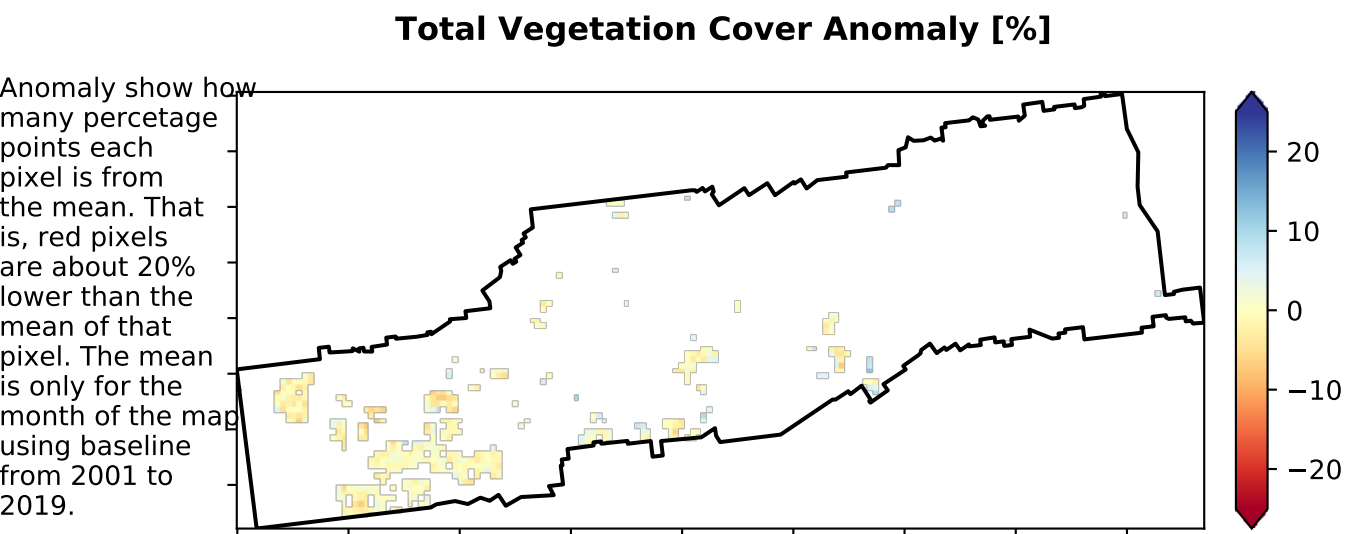 Total Vegetation Cover Anomaly [%]
Anomaly show how
many percetage
points each
pixel is from
the mean. That
is, red pixels
are about 20%
lower than the
mean of that
pixel. The mean
is only for the
month of the map
using baseline
from 2001 to
2019.
20
10
0
−10
−20